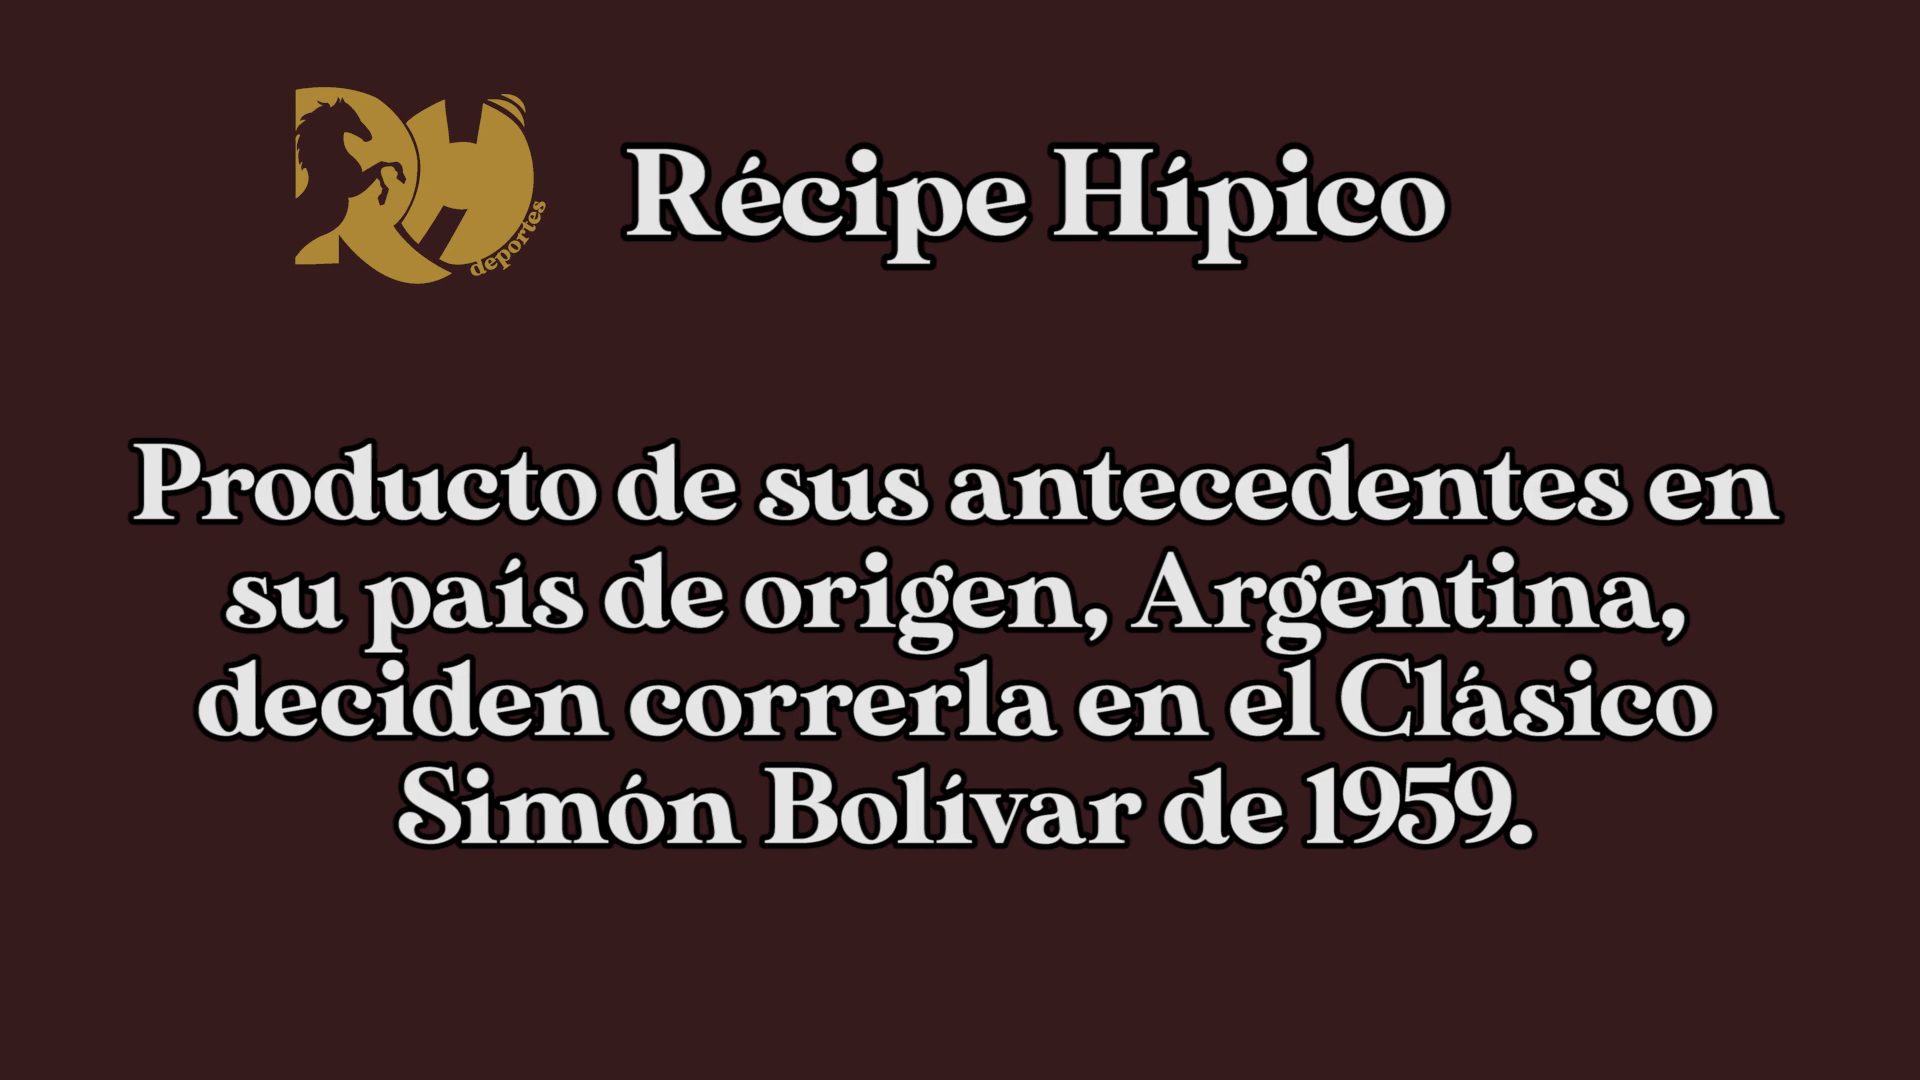 RH
deportes
Récipe Hípico
Producto de sus antecedentes en
su país de origen, Argentina,
deciden correrla en el Clásico
Simón Bolívar de 1959.